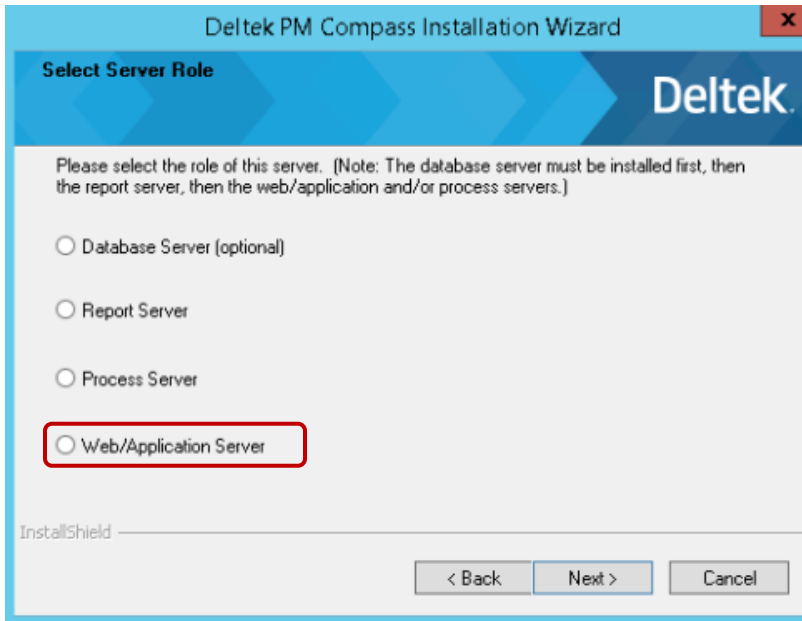 Deltek PM Compass Installation Wizard
x
Select Server Role
Deltek.
Please select the role of this server. (Note: The database server must be installed first, then
the report server, then the web/application and/or process servers.)
Database Server (optional)
Report Server
Process Server
Web/Application Server
InstallShield
< Back Next > Cancel